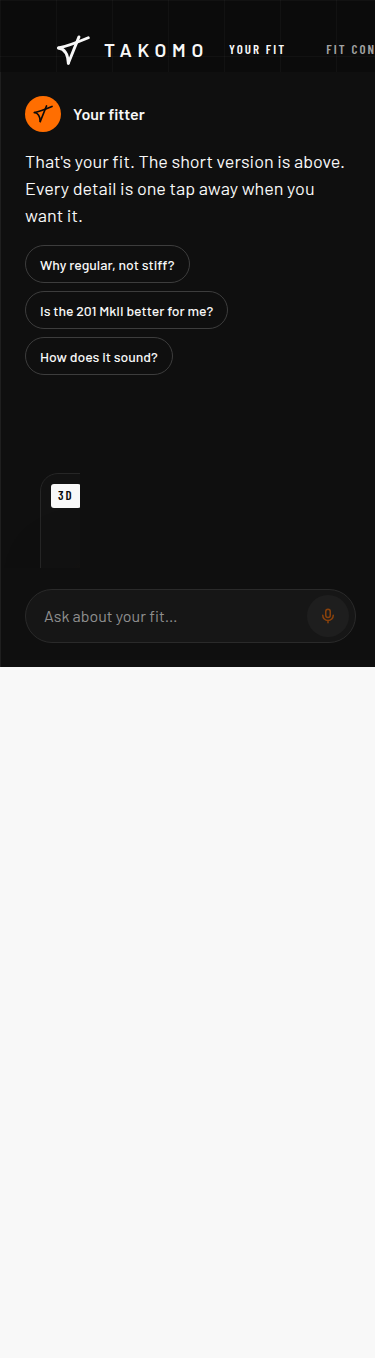 TAKOMO YOUR FIT FIT CON
Your fitter
That's your fit. The short version is above.
Every detail is one tap away when you
want it.
Why regular, not stiff?
Is the 201 MkII better for me?
How does it sound?
3D
Ask about your fit...